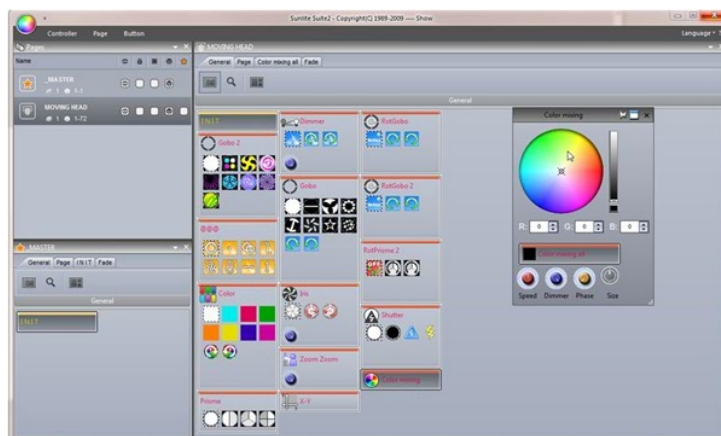 Sunlite Suite2 - Copyright(C) 1989-2009 ---- Show
Controller Page Button
Language
Pages
Name
_MASTER
1 1-1
MOVING HEAD
1 1-72
MASTER
General Page INIT Fade
General
INIT
MOVING HEAD
General Page Color mixing all Fade
General
INIT
Gobo 2
@@@
Color
Prisme
Dimmer
Gobo
Iris
Zoom Zoom
X-Y
RotGobo
RotGobo 2
RotPrisme 2
OFF
Shutter
Color mixing
Color mixing
R: 0 G: 0 B: 0
Color mixing all
Speed Dimmer Phase Size